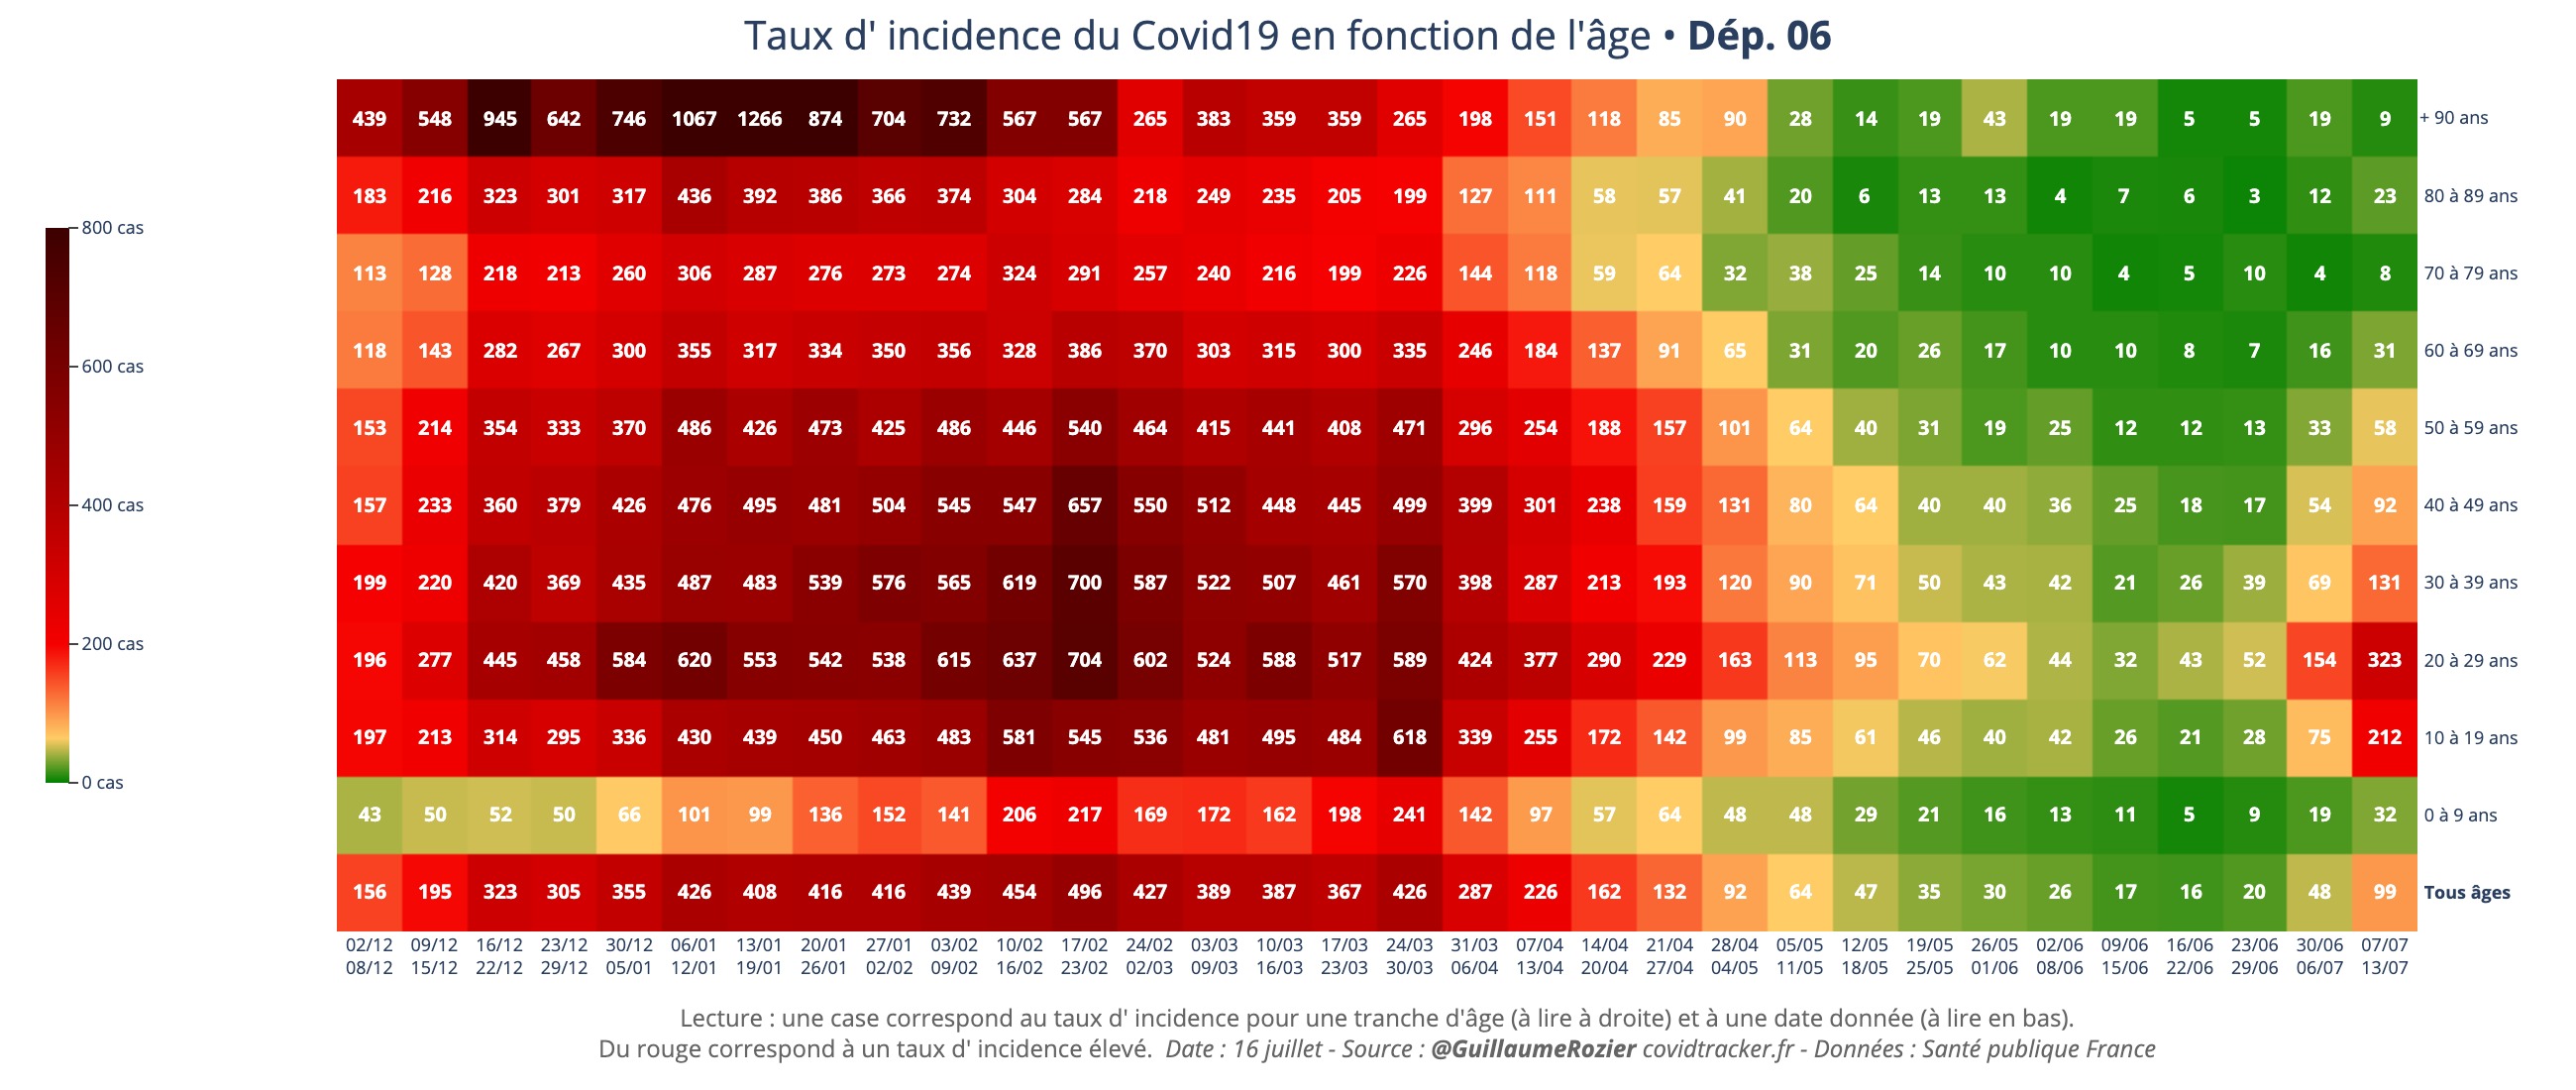 Taux d' incidence du Covid19 en fonction de l'âge • Dép. 06
439 548 945 642 746 1067 1266 874 704 732 567 567 265 383 359 359 265 198 151 118 85 90 28 14 19 43 19 19 5 5 19 9 + 90 ans
183 216 323 301 317 436 392 386 366 374 304 284 218 249 235 205 199 127 111 58 57 41 20 6 13 13 4 7 6 3 12 23 80 à 89 ans
800 cas
113 128 218 213 260 306 287 276 273 274 324 291 257 240 216 199 226 144 118 59 64 32 38 25 14 10 10 4 5 10 4 8 70 à 79 ans
118 143 282 267 300 355 317 334 350 356 328 386 370 303 315 300 335 246 184 137 91 65 31 20 26 17 10 10 8 7 16 31 60 à 69 ans
600 cas
153 214 354 333 370 486 426 473 425 486 446 540 464 415 441 408 471 296 254 188 157 101 64 40 31 19 25 12 12 13 33 58 50 à 59 ans
400 cas
157 233 360 379 426 476 495 481 504 545 547 657 550 512 448 445 499 399 301 238 159 131 80 64 40 40 36 25 18 17 54 92 40 à 49 ans
199 220 420 369 435 487 483 539 576 565 619 700 587 522 507 461 570 398 287 213 193 120 90 71 50 43 42 21 26 39 69 131 30 à 39 ans
200 cas
196 277 445 458 584 620 553 542 538 615 637 704 602 524 588 517 589 424 377 290 229 163 113 95 70 62 44 32 43 52 154 323 20 à 29 ans
197 213 314 295 336 430 439 450 463 483 581 545 536 481 495 484 618 339 255 172 142 99 85 61 46 40 42 26 21 28 75 212 10 à 19 ans
0 cas
43 50 52 50 66 101 99 136 152 141 206 217 169 172 162 198 241 142 97 57 64 48 48 29 21 16 13 11 5 9 19 32 0 à 9 ans
156 195 323 305 355 426 408 416 416 439 454 496 427 389 387 367 426 287 226 162 132 92 64 47 35 30 26 17 16 20 48 99 Tous âges
02/12 09/12 16/12 23/12 30/12 06/01 13/01 20/01 27/01 03/02 10/02 17/02 24/02 03/03 10/03 17/03 24/03 31/03 07/04 14/04 21/04 28/04 05/05 12/05 19/05 26/05 02/06 09/06 16/06 23/06 30/06 07/07
08/12 15/12 22/12 29/12 05/01 12/01 19/01 26/01 02/02 09/02 16/02 23/02 02/03 09/03 16/03 23/03 30/03 06/04 13/04 20/04 27/04 04/05 11/05 18/05 25/05 01/06 08/06 15/06 22/06 29/06 06/07 13/07
Lecture : une case correspond au taux d' incidence pour une tranche d'âge (à lire à droite) et à une date donnée (à lire en bas).
Du rouge correspond à un taux d' incidence élevé. Date : 16 juillet - Source : @GuillaumeRozier covidtracker.fr - Données : Santé publique France